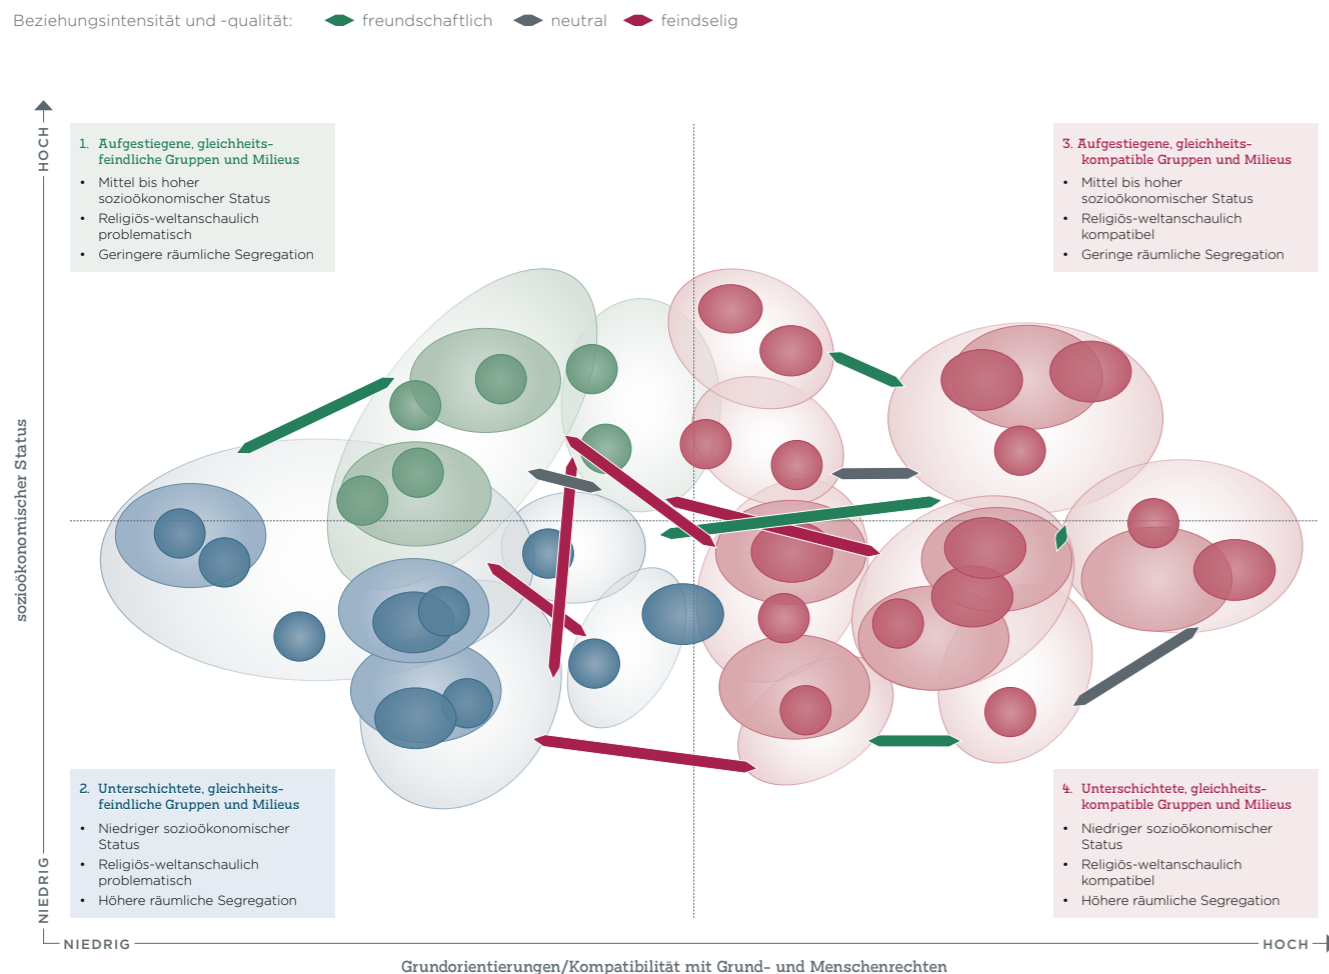 Beziehungsintensität und -qualität: freundschaftlich neutral feindselig
HOCH
1. Aufgestiegene, gleichheits-
feindliche Gruppen und Milieus
• Mittel bis hoher
sozioökonomischer Status
• Religiös-weltanschaulich
problematisch
• Geringere räumliche Segregation
3. Aufgestiegene, gleichheits-
kompatible Gruppen und Milieus
• Mittel bis hoher
sozioökonomischer Status
• Religiös-weltanschaulich
kompatibel
• Geringe räumliche Segregation
sozioökonomischer Status
2. Unterschichtete, gleichheits-
feindliche Gruppen und Milieus
• Niedriger sozioökonomischer
Status
• Religiös-weltanschaulich
problematisch
• Höhere räumliche Segregation
4. Unterschichtete, gleichheits-
kompatible Gruppen und Milieus
• Niedriger sozioökonomischer
Status
• Religiös-weltanschaulich
kompatibel
• Höhere räumliche Segregation
NIEDRIG
NIEDRIG
HOCH
Grundorientierungen/Kompatibilität mit Grund- und Menschenrechten